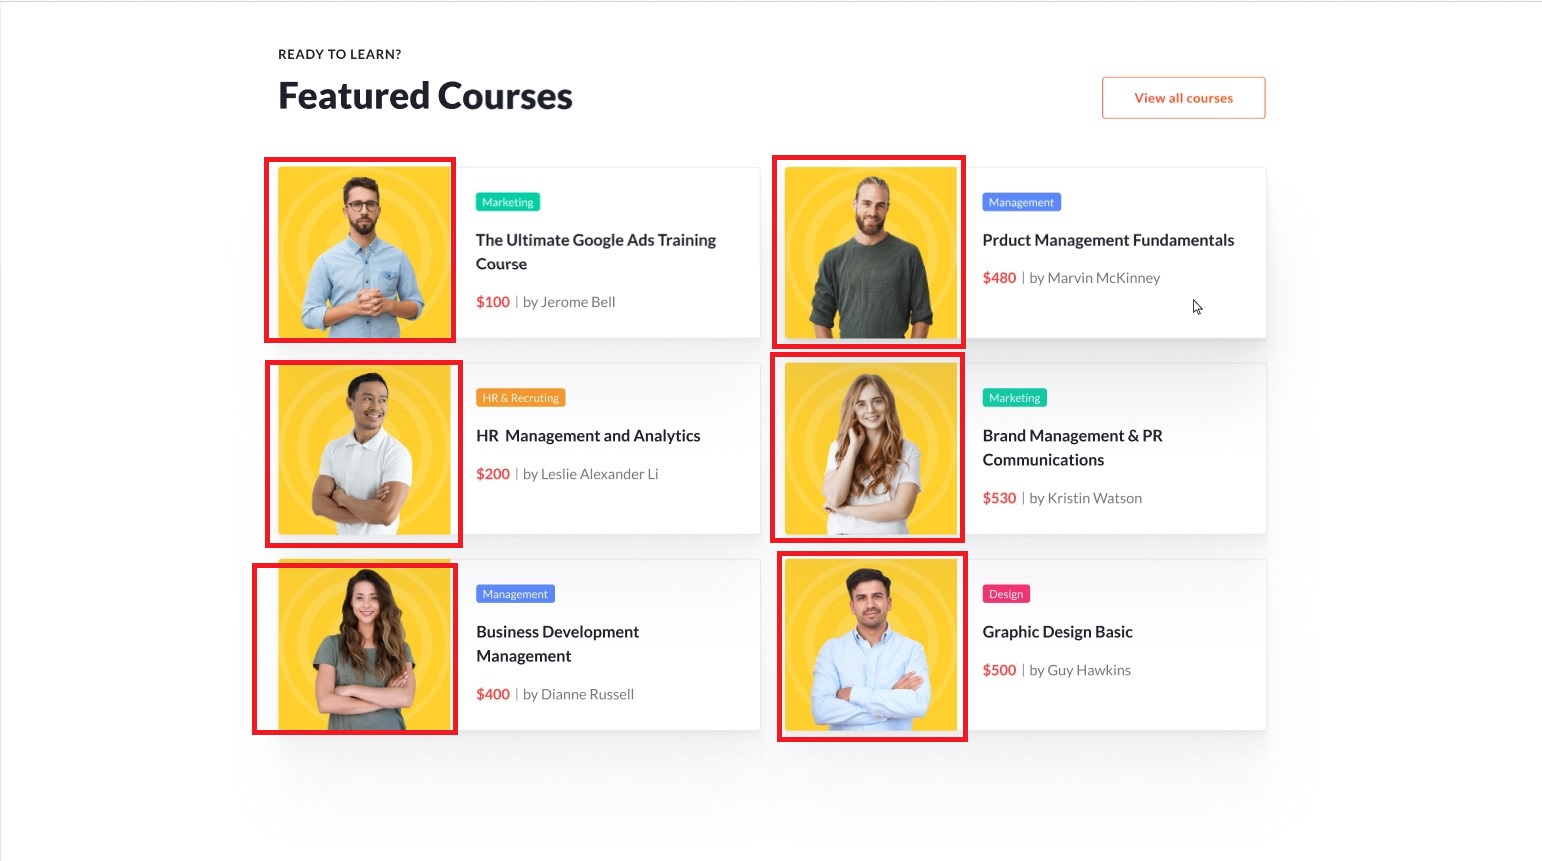 READY TO LEARN?
Featured Courses
View all courses
Marketing
The Ultimate Google Ads Training
Course
$100 | by Jerome Bell
Management
Prduct Management Fundamentals
$480 | by Marvin McKinney
HR & Recruting
HR Management and Analytics
$200 | by Leslie Alexander Li
Marketing
Brand Management & PR
Communications
$530 | by Kristin Watson
Management
Business Development
Management
$400 | by Dianne Russell
Design
Graphic Design Basic
$500 | by Guy Hawkins